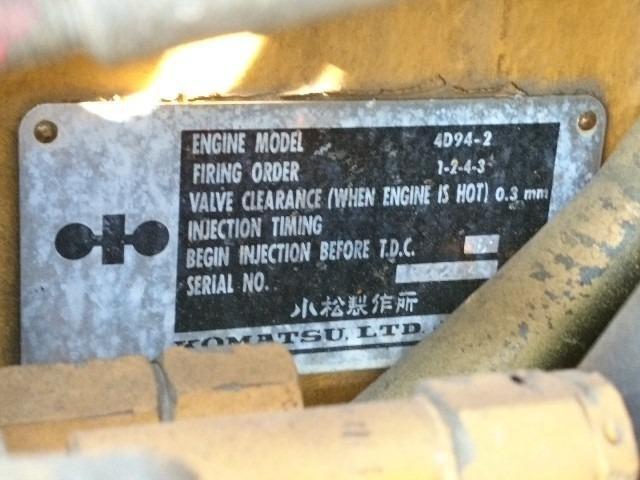 ENGINE MODEL 4D94-2
FIRING ORDER 1-2-4-3
VALVE CLEARANCE (WHEN ENGINE IS HOT) 0.3 mm
INJECTION TIMING
BEGIN INJECTION BEFORE T.D.C.
SERIAL NO.
小松製作所
KOMATSU, LTD.